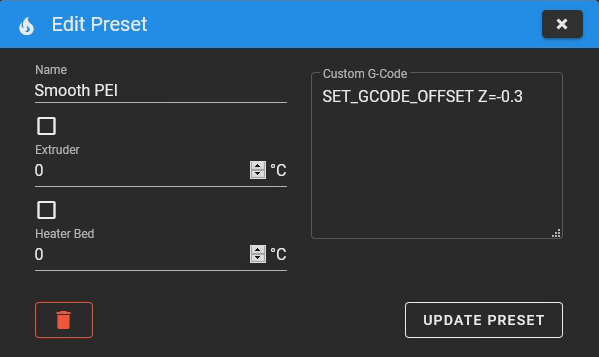 Edit Preset
Name
Smooth PEI
Extruder
0 °C
Heater Bed
0 °C
Custom G-Code
SET_GCODE_OFFSET Z=-0.3
UPDATE PRESET